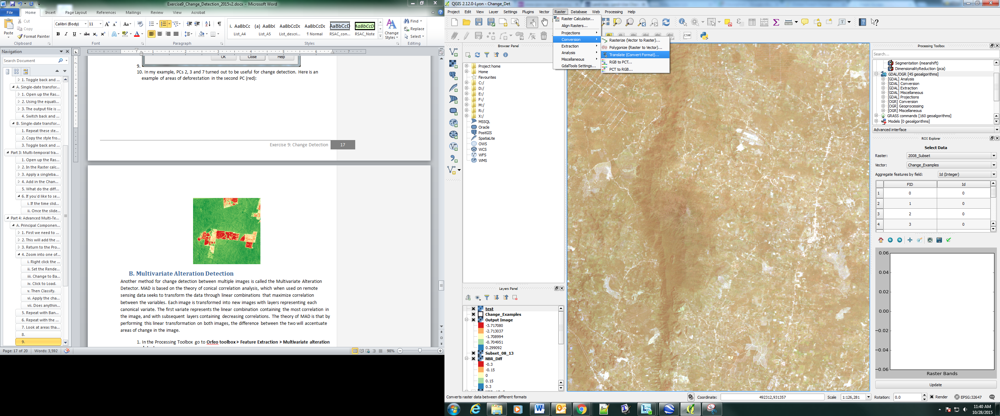 Exercise9_Change_Detection_2015v2.docx - Microsoft Word
File Home Insert Page Layout References Mailings Review View Acrobat
Cut
Copy
Format Painter
Paste
Calibri (Body) 11
AaBbCc AaBbC AaBbCcDc AaBbCcDc AaBbCcD AaBbCcD
List_A4 List_A5 List_descri... ¶ Normal RSAC_con... RSAC_Note
Change Styles
Find
Replace
Select
Clipboard Font Paragraph Styles Editing
Navigation
Search Document
1. Toggle back and ...
A. Single-date transfor...
1. Open up the Ras...
2. Using the equati...
3. The output file is ...
4. Switch back and ...
B. Single-date transfor...
1. Repeat these ste...
2. Copy the style fro...
3. Toggle back and ...
Part 3: Multi-temporal tra...
1. Open up the Ras...
2. In the Raster calc...
3. Apply a singleba...
4. Add in the Chan...
5. What do the diff...
6. If you'd like to se...
i. If the time slid...
ii. Once the slide...
Part 4: Advanced Multi-Te...
A. Principal Componen...
1. First we need to ...
2. This will add the ...
3. Return to the Pro...
4. Zoom into one of...
i. Right click the ...
ii. Set the Rende...
iii. Change to Ba...
iv. Click to Load.
v. Then Classify.
vi. Apply the cha...
vii. Does anythin...
5. Repeat with Ban...
6. Repeat with the ...
7. Look at areas tha...
8.
9.
OK Close Help
9.
10. In my example, PCs 2, 3 and 7 turned out to be useful for change detection. Here is an
example of areas of deforestation in the second PC (red):
Exercise 9: Change Detection 17
B. Multivariate Alteration Detection
Another method for change detection between multiple images is called the Multivariate Alteration
Detector. MAD is based on the theory of conical correlation analysis, which when used on remote
sensing data seeks to transform the data through linear combinations that maximize correlation
between the variables. Each image is transformed into new images with layers representing each
canonical variate. The first variate represents the linear combination containing the most correlation in
the image, and with subsequent layers containing decreasing correlations. The theory of MAD is that by
performing this linear transformation on both images, the difference between the two will accentuate
areas of change in the image.
1. In the Processing Toolbox go to Orfeo toolbox > Feature Extraction > Multivariate alteration
Page: 17 of 20 Words: 3,592 98%
QGIS 2.12.0-Lyon - Change_Det
Project Edit View Layer Settings Plugins Vector Raster Database Web Processing Help
Raster Calculator...
Align Rasters...
Projections
Conversion
Extraction
Analysis
Miscellaneous
GdalTools Settings...
Rasterize (Vector to Raster)...
Polygonize (Raster to Vector)...
Translate (Convert Format)...
RGB to PCT...
PCT to RGB...
CSW
Browser Panel
Project home
Home
Favourites
C:/
D:/
E:/
F:/
M:/
R:/
X:/
MSSQL
Oracle
PostGIS
SpatiaLite
OWS
WCS
WFS
WMS
Layers Panel
test
Change_Examples
Output Image
-3.717080
-2.713037
-1.708994
-0.704951
0.299092
Subset_08_13
NBR_Diff
-0.3
-0.15
0
0.15
0.3
Processing Toolbox
Search...
Segmentation (meanshift)
DimensionalityReduction (pca)
GDAL/OGR [45 geoalgorithms]
[GDAL] Analysis
[GDAL] Conversion
[GDAL] Extraction
[GDAL] Miscellaneous
[GDAL] Projections
[OGR] Conversion
[OGR] Geoprocessing
[OGR] Miscellaneous
GRASS commands [160 geoalgorithms]
Models [0 geoalgorithms]
Advanced interface
ROI Explorer
Select Data
Raster: 2008_Subset
Vector: Change_Examples
Aggregate features by field: Id (Integer)
FID Id
1 0 0
2 1 0
3 2 0
4 3 0
0.06
0.04
0.02
0.00
−0.02
−0.04
−0.06
Raster Bands
Update
Converts raster data between different formats
Coordinate: 492312,931357 Scale 1:126,281 Rotation: 0.0 Render EPSG:32647
11:40 AM
10/28/2015